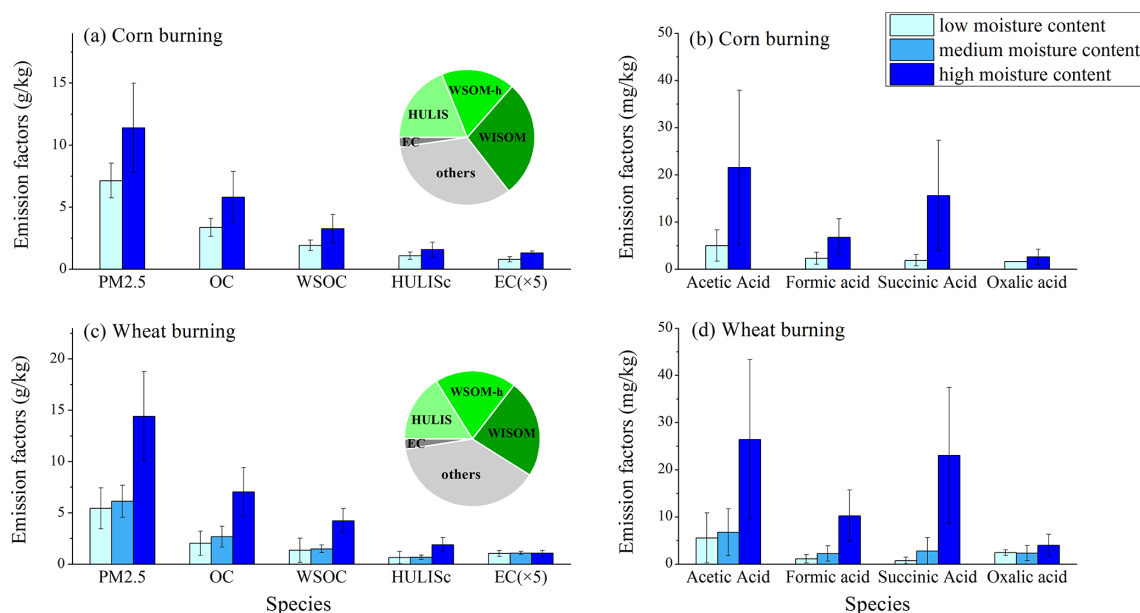 (a) Corn burning
Emission factors (g/kg)
15
10
5
0
PM2.5 OC WSOC HULISc EC(×5)
WSOM-h
HULIS
WISOM
EC
others
(b) Corn burning
low moisture content
medium moisture content
high moisture content
Emission factors (mg/kg)
50
40
30
20
10
0
Acetic Acid Formic acid Succinic Acid Oxalic acid
(c) Wheat burning
Emission factors (g/kg)
20
15
10
5
0
PM2.5 OC WSOC HULISc EC(×5)
Species
WSOM-h
HULIS
WISOM
EC
others
(d) Wheat burning
Emission factors (mg/kg)
50
40
30
20
10
0
Acetic Acid Formic acid Succinic Acid Oxalic acid
Species